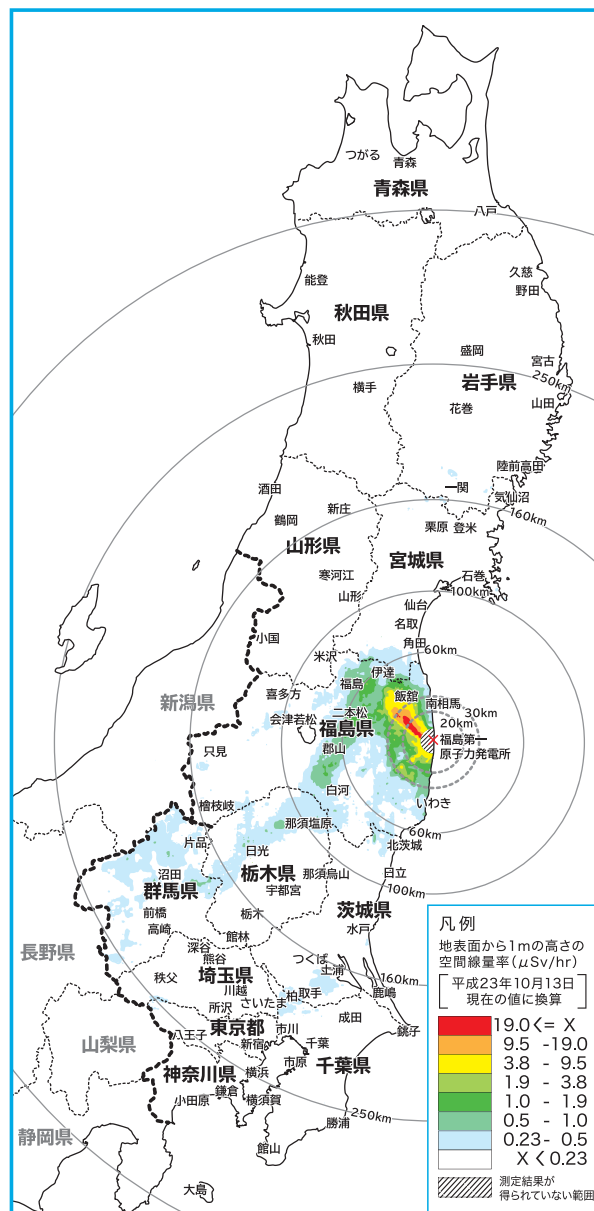 つがる
青森
青森県
八戸
久慈
野田
能登
秋田県
秋田
盛岡
宮古
250km
岩手県
横手
花巻
山田
陸前高田
一関
気仙沼
160km
酒田
新庄
鶴岡
栗原
登米
山形県
宮城県
寒河江
石巻
100km
山形
仙台
名取
小国
角田
60km
米沢
伊達
福島
飯舘
南相馬
新潟県
喜多方
二本松
30km
20km
会津若松
福島県
福島第一
原子力発電所
只見
郡山
白河
いわき
檜枝岐
那須塩原
60km
片品
日光
北茨城
沼田
栃木県
那須烏山
日立
群馬県
宇都宮
100km
前橋
栃木
茨城県
高崎
館林
水戸
長野県
深谷
熊谷
つくば
土浦
160km
秩父
埼玉県
川越
柏
取手
鹿嶋
所沢
さいたま
成田
山梨県
東京都
八王子
市川
銚子
新宿
千葉
神奈川県
横浜
市原
千葉県
鎌倉
小田原
横須賀
250km
静岡県
勝浦
館山
大島
凡例
地表面から1mの高さの
空間線量率(μSv/hr)
平成23年10月13日
現在の値に換算
19.0<= X
9.5 -19.0
3.8 - 9.5
1.9 - 3.8
1.0 - 1.9
0.5 - 1.0
0.23- 0.5
X<0.23
測定結果が
得られていない範囲